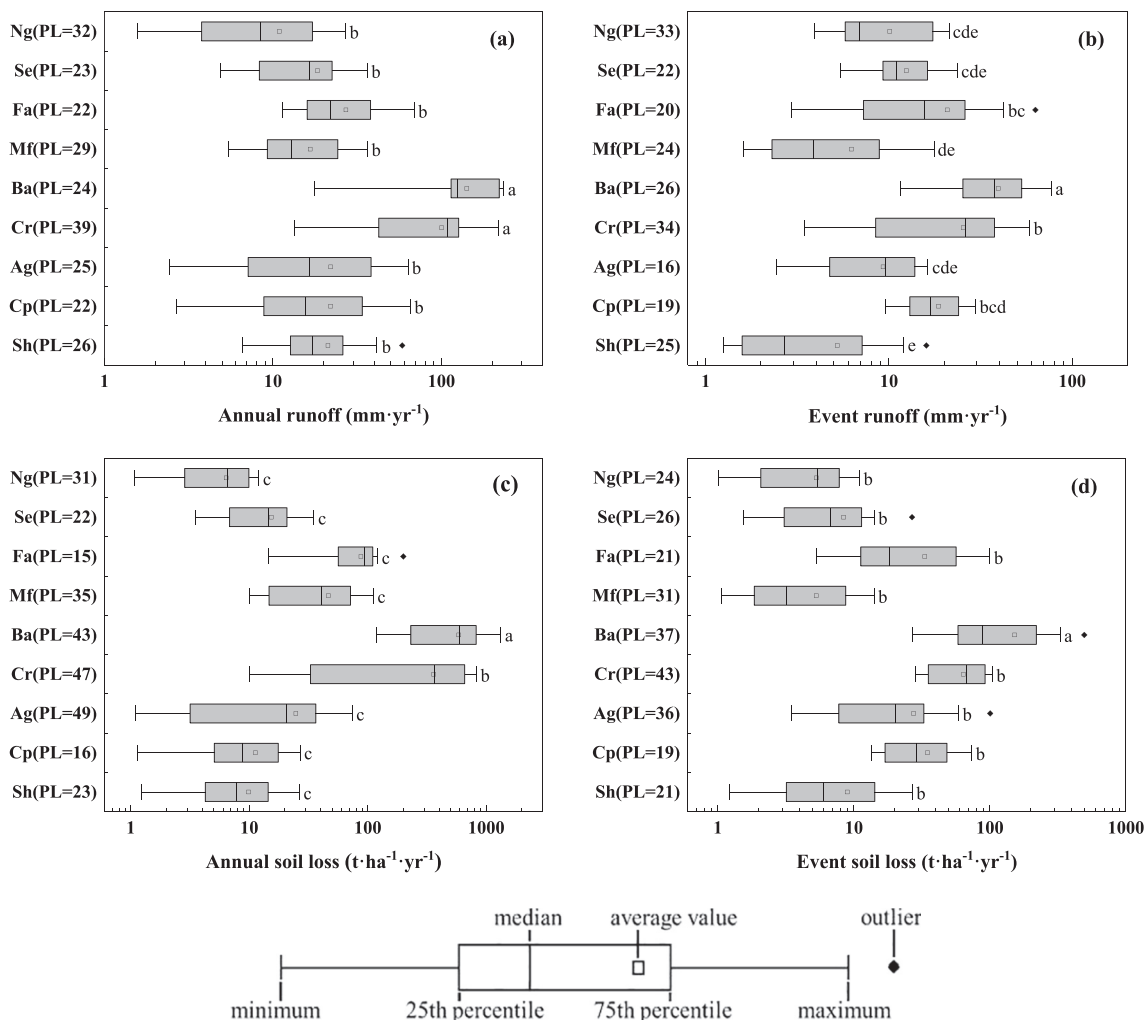 (a)
Ng(PL=32) b
Se(PL=23) b
Fa(PL=22) b
Mf(PL=29) b
Ba(PL=24) a
Cr(PL=39) a
Ag(PL=25) b
Cp(PL=22) b
Sh(PL=26) b
1 10 100
Annual runoff (mm·yr⁻¹)
(b)
Ng(PL=33) cde
Se(PL=22) cde
Fa(PL=20) bc
Mf(PL=24) de
Ba(PL=26) a
Cr(PL=34) b
Ag(PL=16) cde
Cp(PL=19) bcd
Sh(PL=25) e
1 10 100
Event runoff (mm·yr⁻¹)
(c)
Ng(PL=31) c
Se(PL=22) c
Fa(PL=15) c
Mf(PL=35) c
Ba(PL=43) a
Cr(PL=47) b
Ag(PL=49) c
Cp(PL=16) c
Sh(PL=23) c
1 10 100 1000
Annual soil loss (t·ha⁻¹·yr⁻¹)
(d)
Ng(PL=24) b
Se(PL=26) b
Fa(PL=21) b
Mf(PL=31) b
Ba(PL=37) a
Cr(PL=43) b
Ag(PL=36) b
Cp(PL=19) b
Sh(PL=21) b
1 10 100 1000
Event soil loss (t·ha⁻¹·yr⁻¹)
median average value outlier
minimum 25th percentile 75th percentile maximum